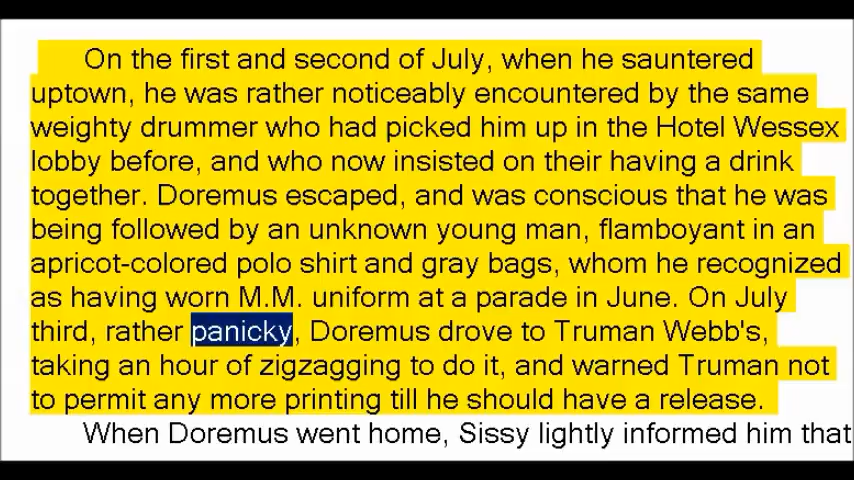 On the first and second of July, when he sauntered
uptown, he was rather noticeably encountered by the same
weighty drummer who had picked him up in the Hotel Wessex
lobby before, and who now insisted on their having a drink
together. Doremus escaped, and was conscious that he was
being followed by an unknown young man, flamboyant in an
apricot-colored polo shirt and gray bags, whom he recognized
as having worn M.M. uniform at a parade in June. On July
third, rather panicky, Doremus drove to Truman Webb's,
taking an hour of zigzagging to do it, and warned Truman not
to permit any more printing till he should have a release.
When Doremus went home, Sissy lightly informed him that